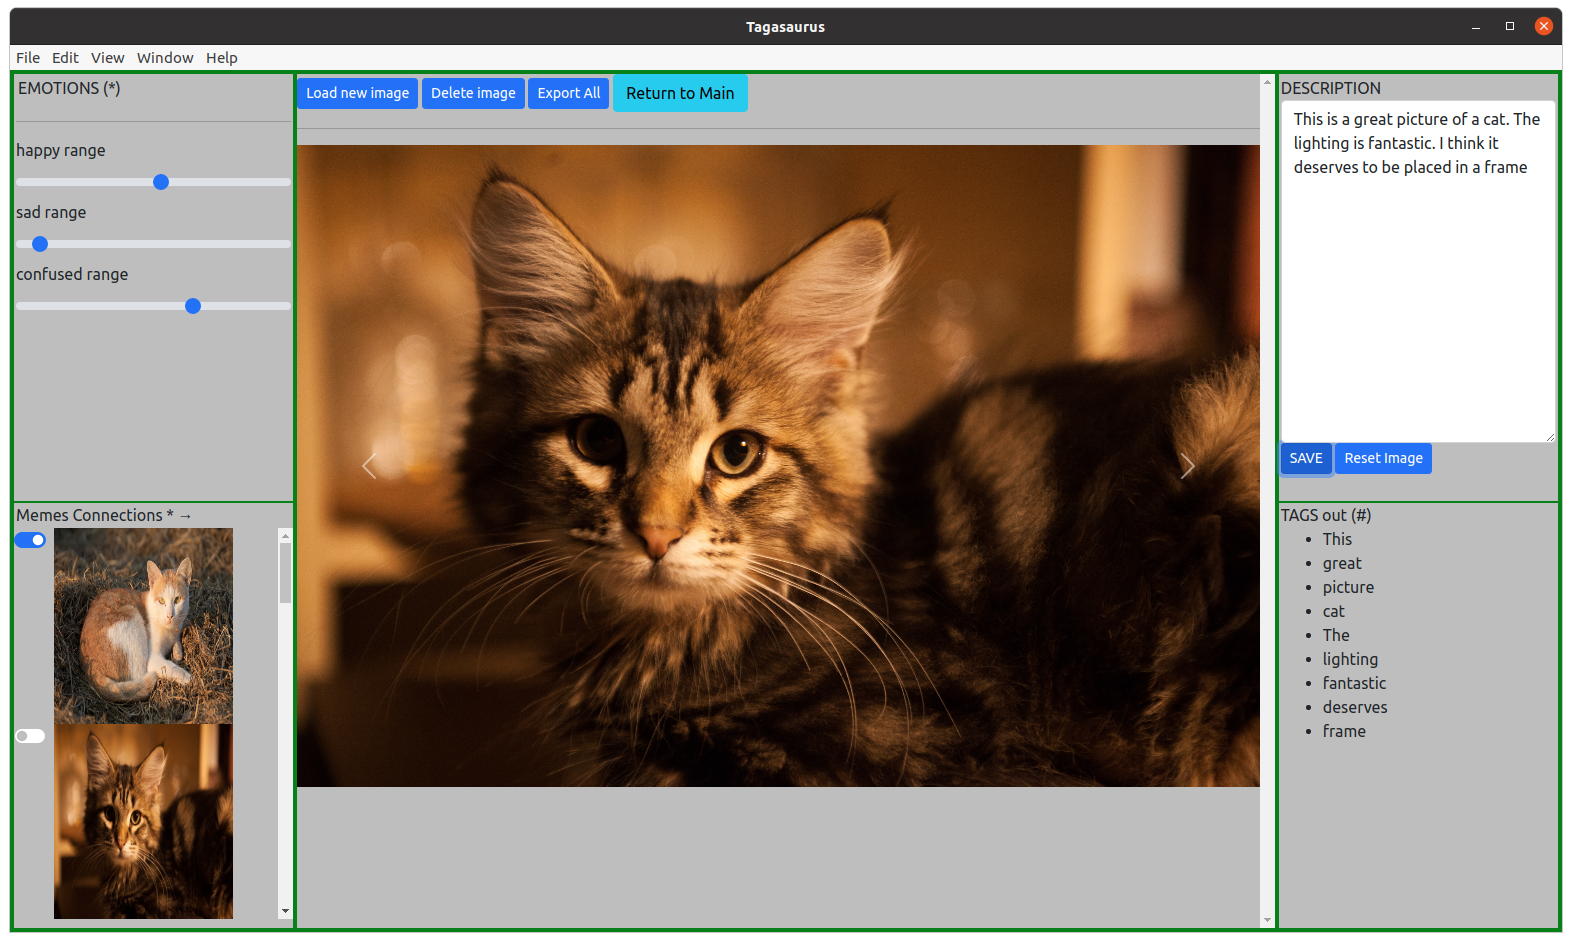 Tagasaurus
File Edit View Window Help
EMOTIONS (*)
happy range
sad range
confused range
Memes Connections * →
Load new image Delete image Export All Return to Main
DESCRIPTION
This is a great picture of a cat. The
lighting is fantastic. I think it
deserves to be placed in a frame
SAVE Reset Image
TAGS out (#)
This
great
picture
cat
The
lighting
fantastic
deserves
frame